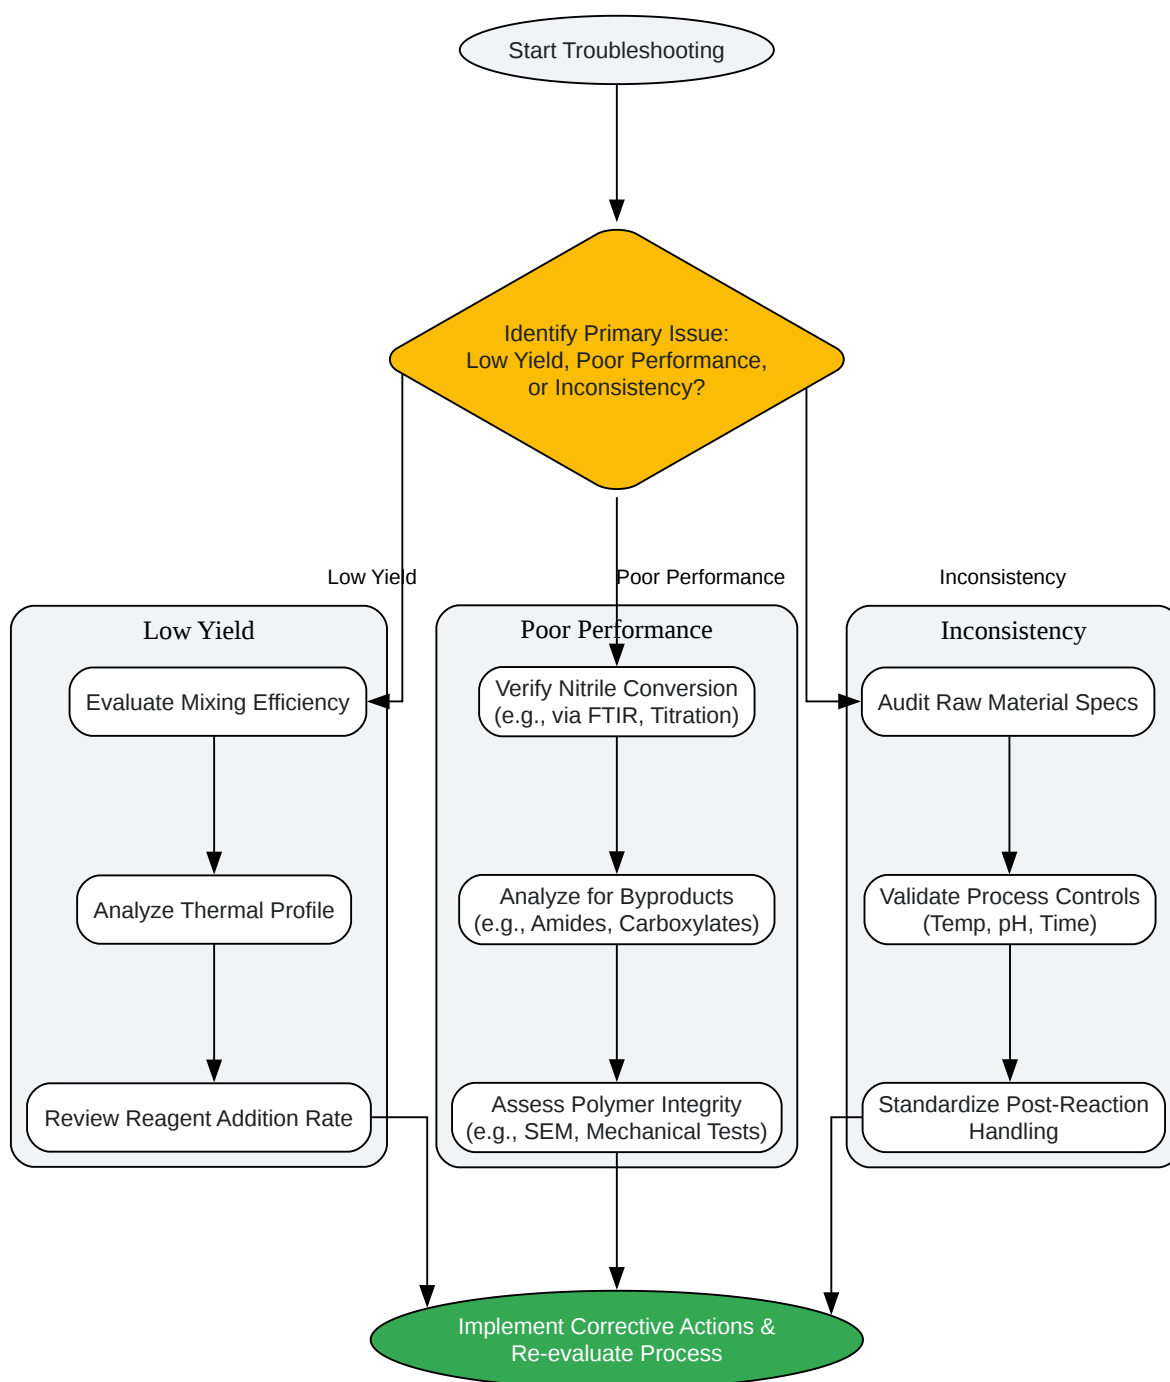 Start Troubleshooting
Identify Primary Issue:
Low Yield, Poor Performance,
or Inconsistency?
Low Yield
Poor Performance
Inconsistency
Low Yield
Evaluate Mixing Efficiency
Analyze Thermal Profile
Review Reagent Addition Rate
Poor Performance
Verify Nitrile Conversion
(e.g., via FTIR, Titration)
Analyze for Byproducts
(e.g., Amides, Carboxylates)
Assess Polymer Integrity
(e.g., SEM, Mechanical Tests)
Inconsistency
Audit Raw Material Specs
Validate Process Controls
(Temp, pH, Time)
Standardize Post-Reaction
Handling
Implement Corrective Actions &
Re-evaluate Process